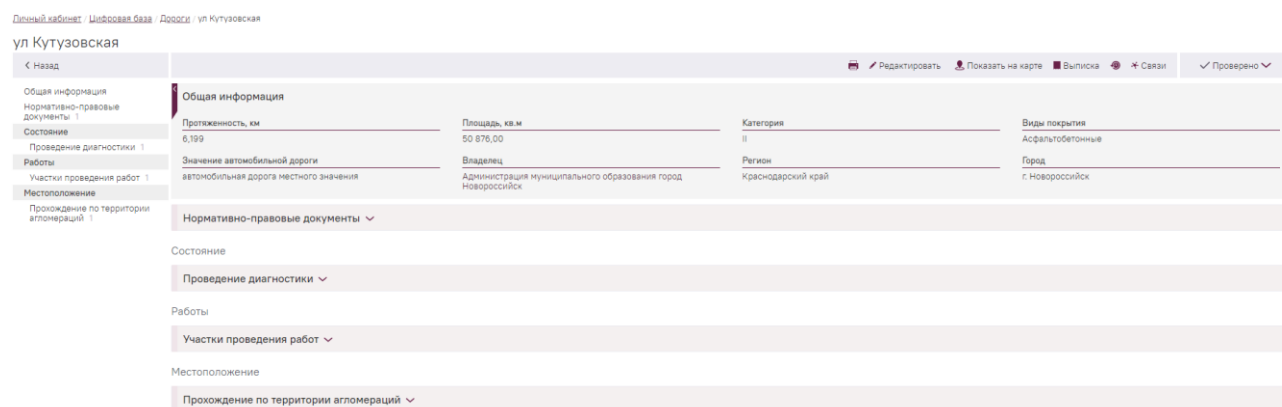 Личный кабинет / Цифровая база / Дороги / ул Кутузовская
ул Кутузовская
Назад
Редактировать Показать на карте Выписка Связи Проверено
Общая информация
Нормативно-правовые
документы 1
Состояние
Проведение диагностики 1
Работы
Участки проведения работ 1
Местоположение
Прохождение по территории
агломераций 1
Общая информация
Протяженность, км Площадь, кв.м Категория Виды покрытия
6,199 50 876,00 II Асфальтобетонные
Значение автомобильной дороги Владелец Регион Город
автомобильная дорога местного значения Администрация муниципального образования город Краснодарский край г. Новороссийск
Новороссийск
Нормативно-правовые документы
Состояние
Проведение диагностики
Работы
Участки проведения работ
Местоположение
Прохождение по территории агломераций